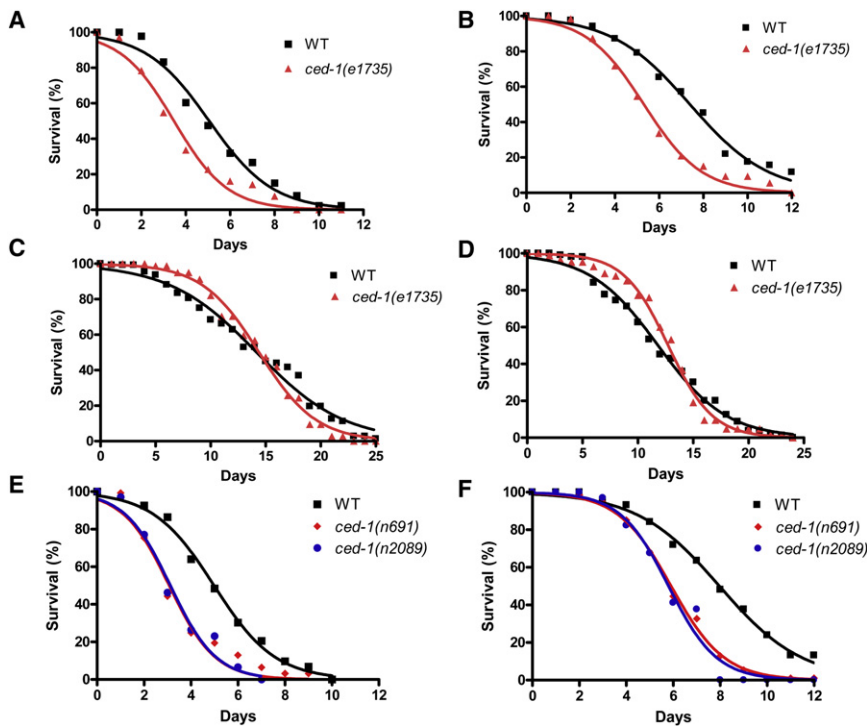 A
100
80
60
40
20
0
Survival (%)
0 2 4 6 8 10 12
Days
WT
ced-1(e1735)
B
100
80
60
40
20
0
Survival (%)
0 2 4 6 8 10 12
Days
WT
ced-1(e1735)
C
100
80
60
40
20
0
Survival (%)
0 5 10 15 20 25
Days
WT
ced-1(e1735)
D
100
80
60
40
20
0
Survival (%)
0 5 10 15 20 25
Days
WT
ced-1(e1735)
E
100
80
60
40
20
0
Survival (%)
0 2 4 6 8 10 12
Days
WT
ced-1(n691)
ced-1(n2089)
F
100
80
60
40
20
0
Survival (%)
0 2 4 6 8 10 12
Days
WT
ced-1(n691)
ced-1(n2089)